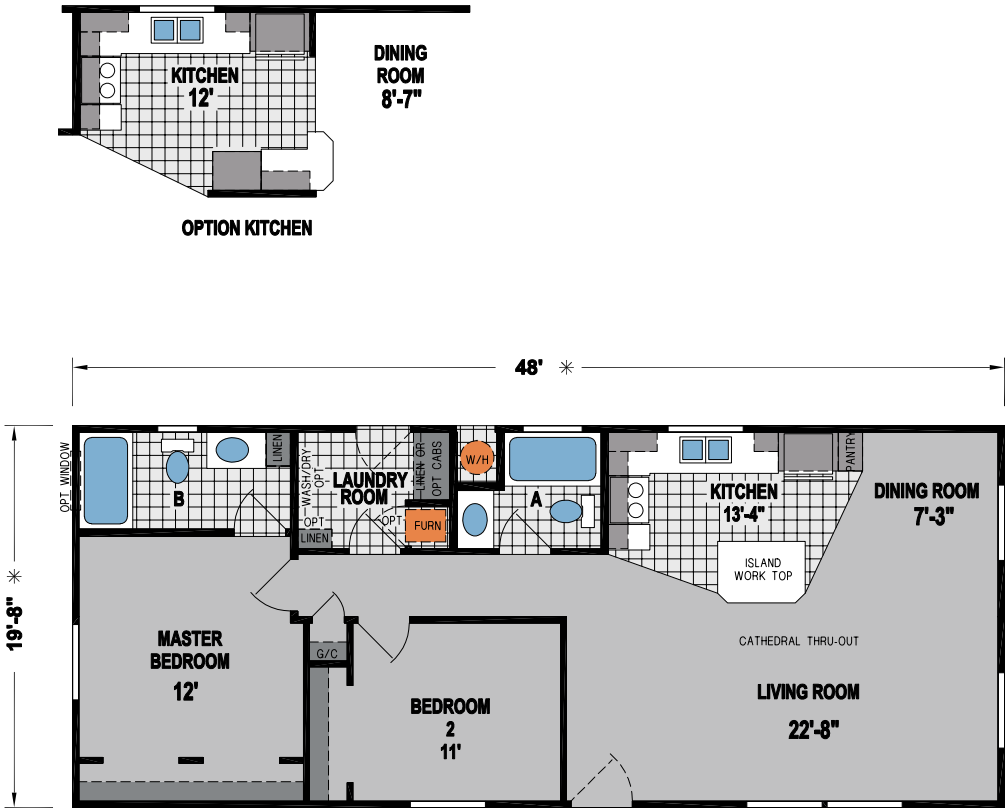 KITCHEN
12'
DINING
ROOM
8'-7"
OPTION KITCHEN
48' ✳
19'-8" ✳
OPT WINDOW
B
LINEN
WASH/DRY
OPT
LAUNDRY
ROOM
LINEN OR
OPT CABS
OPT
LINEN
OPT
FURN
W/H
A
KITCHEN
13'-4"
PANTRY
DINING ROOM
7'-3"
ISLAND
WORK TOP
CATHEDRAL THRU-OUT
MASTER
BEDROOM
12'
G/C
BEDROOM
2
11'
LIVING ROOM
22'-8"